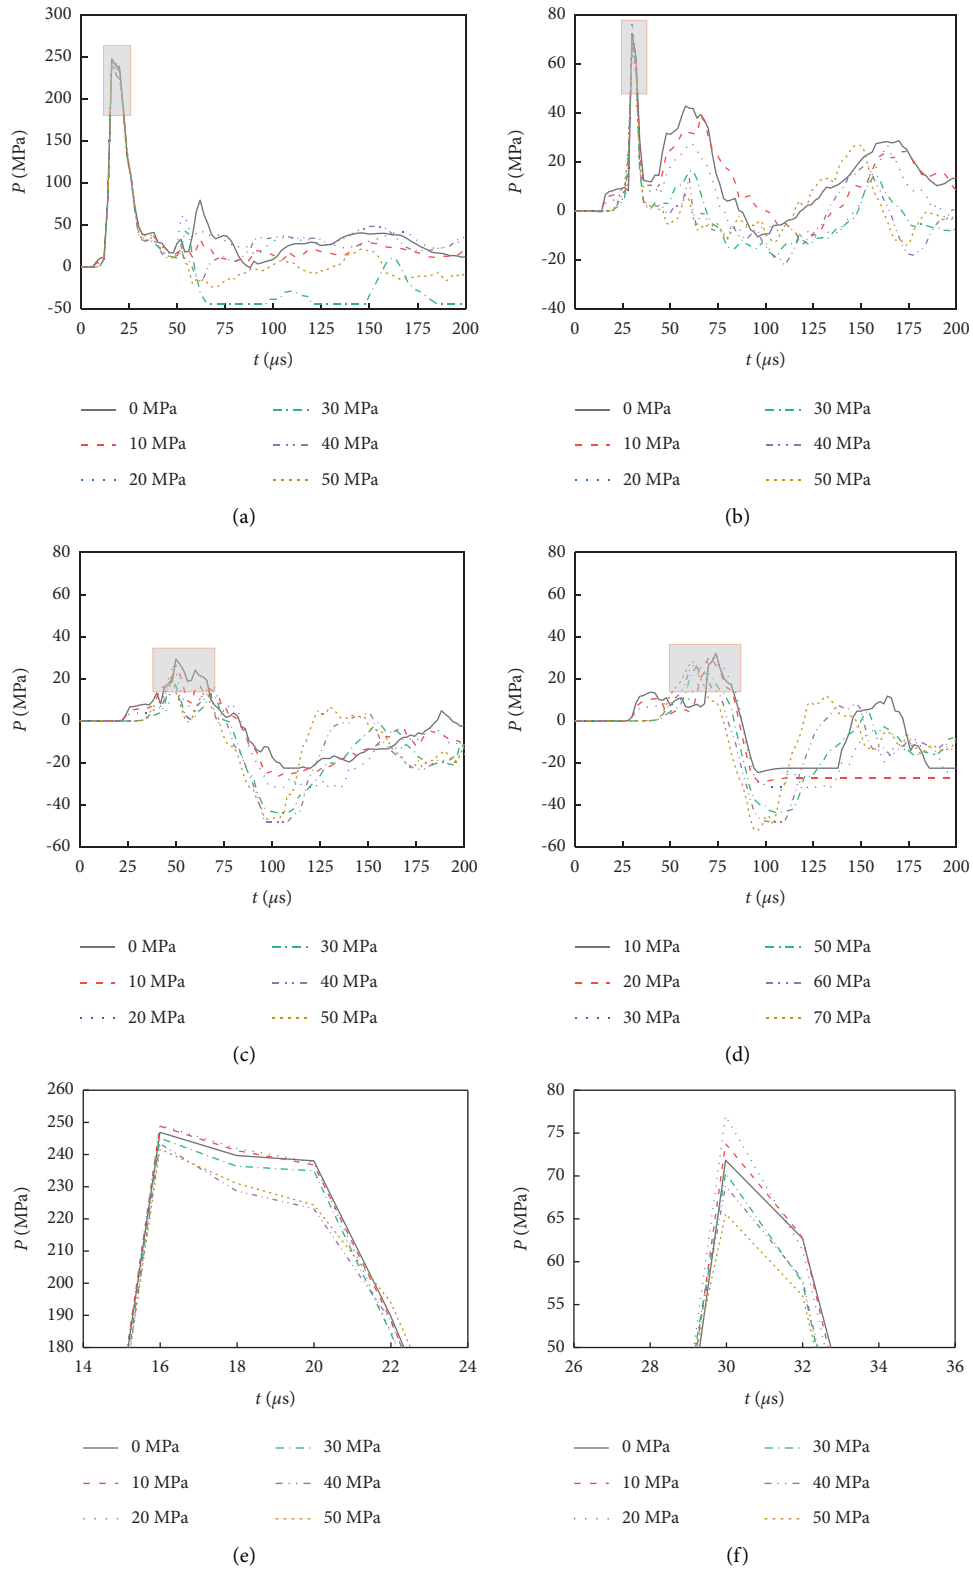 300
250
200
150
100
50
0
-50
P (MPa)
0 25 50 75 100 125 150 175 200
t (μs)
0 MPa 30 MPa
10 MPa 40 MPa
20 MPa 50 MPa
(a)
80
60
40
20
0
-20
-40
P (MPa)
0 25 50 75 100 125 150 175 200
t (μs)
0 MPa 30 MPa
10 MPa 40 MPa
20 MPa 50 MPa
(b)
80
60
40
20
0
-20
-40
-60
P (MPa)
0 25 50 75 100 125 150 175 200
t (μs)
0 MPa 30 MPa
10 MPa 40 MPa
20 MPa 50 MPa
(c)
80
60
40
20
0
-20
-40
-60
P (MPa)
0 25 50 75 100 125 150 175 200
t (μs)
10 MPa 50 MPa
20 MPa 60 MPa
30 MPa 70 MPa
(d)
260
250
240
230
220
210
200
190
180
P (MPa)
14 16 18 20 22 24
t (μs)
0 MPa 30 MPa
10 MPa 40 MPa
20 MPa 50 MPa
(e)
80
75
70
65
60
55
50
P (MPa)
26 28 30 32 34 36
t (μs)
0 MPa 30 MPa
10 MPa 40 MPa
20 MPa 50 MPa
(f)